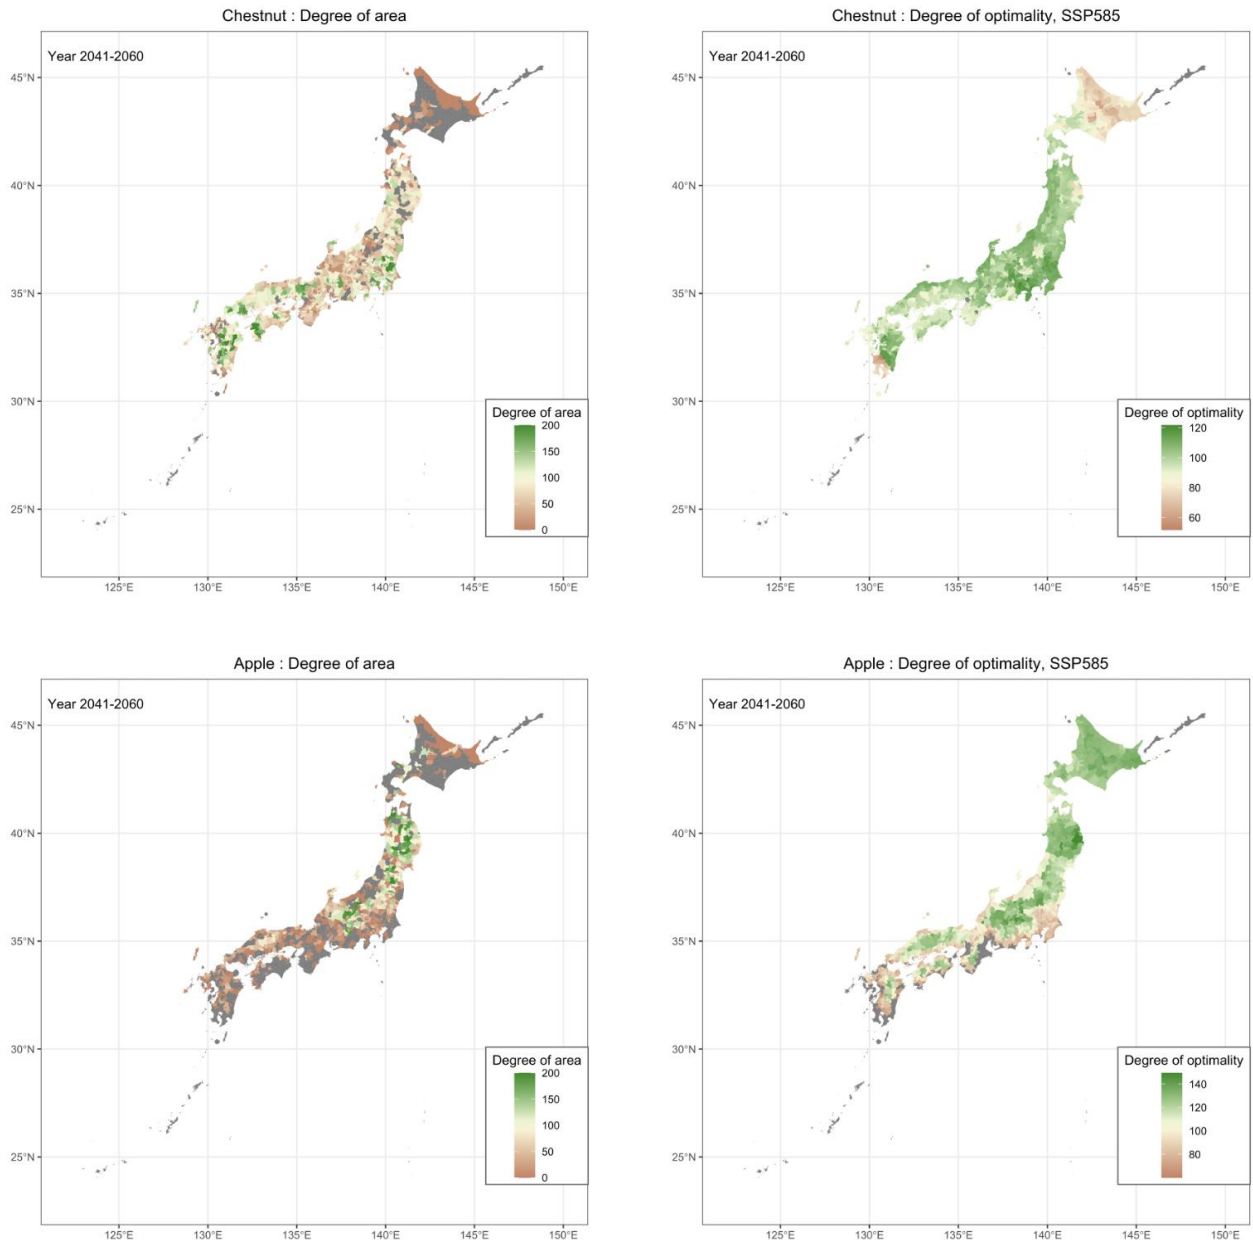 Chestnut : Degree of area
Year 2041-2060
45°N
40°N
35°N
30°N
25°N
125°E 130°E 135°E 140°E 145°E 150°E
Degree of area
200
150
100
50
0
Chestnut : Degree of optimality, SSP585
Year 2041-2060
45°N
40°N
35°N
30°N
25°N
125°E 130°E 135°E 140°E 145°E 150°E
Degree of optimality
120
100
80
60
Apple : Degree of area
Year 2041-2060
45°N
40°N
35°N
30°N
25°N
125°E 130°E 135°E 140°E 145°E 150°E
Degree of area
200
150
100
50
0
Apple : Degree of optimality, SSP585
Year 2041-2060
45°N
40°N
35°N
30°N
25°N
125°E 130°E 135°E 140°E 145°E 150°E
Degree of optimality
140
120
100
80